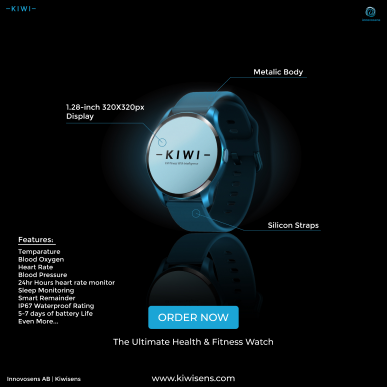 -KIWI-
innovosens
Metalic Body
1.28-inch 320X320px
Display
-KIWI-
Silicon Straps
Features:
Temparature
Blood Oxygen
Heart Rate
Blood Pressure
24hr Hours heart rate monitor
Sleep Monitoring
Smart Remainder
IP67 Waterproof Rating
5-7 days of battery Life
Even More...
ORDER NOW
The Ultimate Health & Fitness Watch
Innovosens AB | Kiwisens
www.kiwisens.com